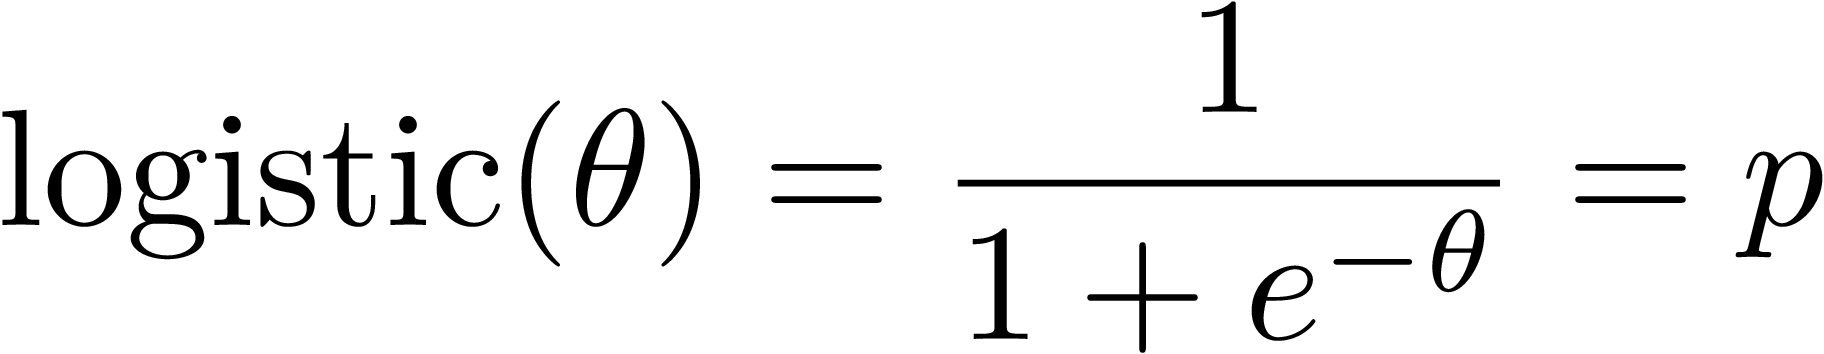 logistic(θ) = 1 / (1 + e^{−θ}) = p